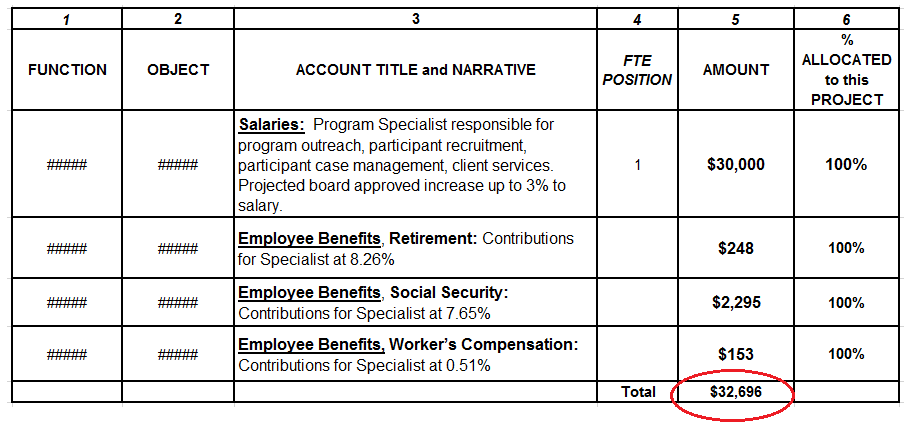 1 2 3 4 5 6
FUNCTION OBJECT ACCOUNT TITLE and NARRATIVE FTE POSITION AMOUNT % ALLOCATED to this PROJECT
##### ##### Salaries: Program Specialist responsible for
program outreach, participant recruitment,
participant case management, client services. 1 $30,000 100%
Projected board approved increase up to 3% to
salary.
##### ##### Employee Benefits, Retirement: Contributions
for Specialist at 8.26% $248 100%
##### ##### Employee Benefits, Social Security:
Contributions for Specialist at 7.65% $2,295 100%
##### ##### Employee Benefits, Worker's Compensation:
Contributions for Specialist at 0.51% $153 100%
Total $32,696